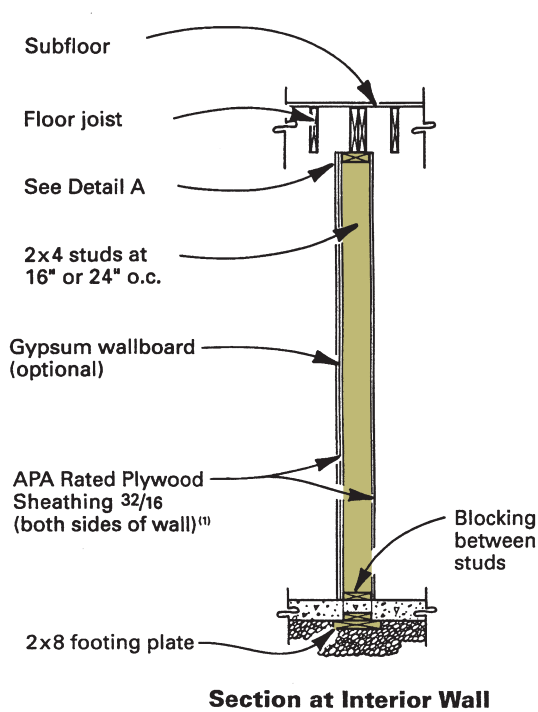 Subfloor
Floor joist
See Detail A
2x4 studs at
16" or 24" o.c.
Gypsum wallboard
(optional)
APA Rated Plywood
Sheathing 32/16
(both sides of wall)(1)
Blocking
between
studs
2x8 footing plate
Section at Interior Wall